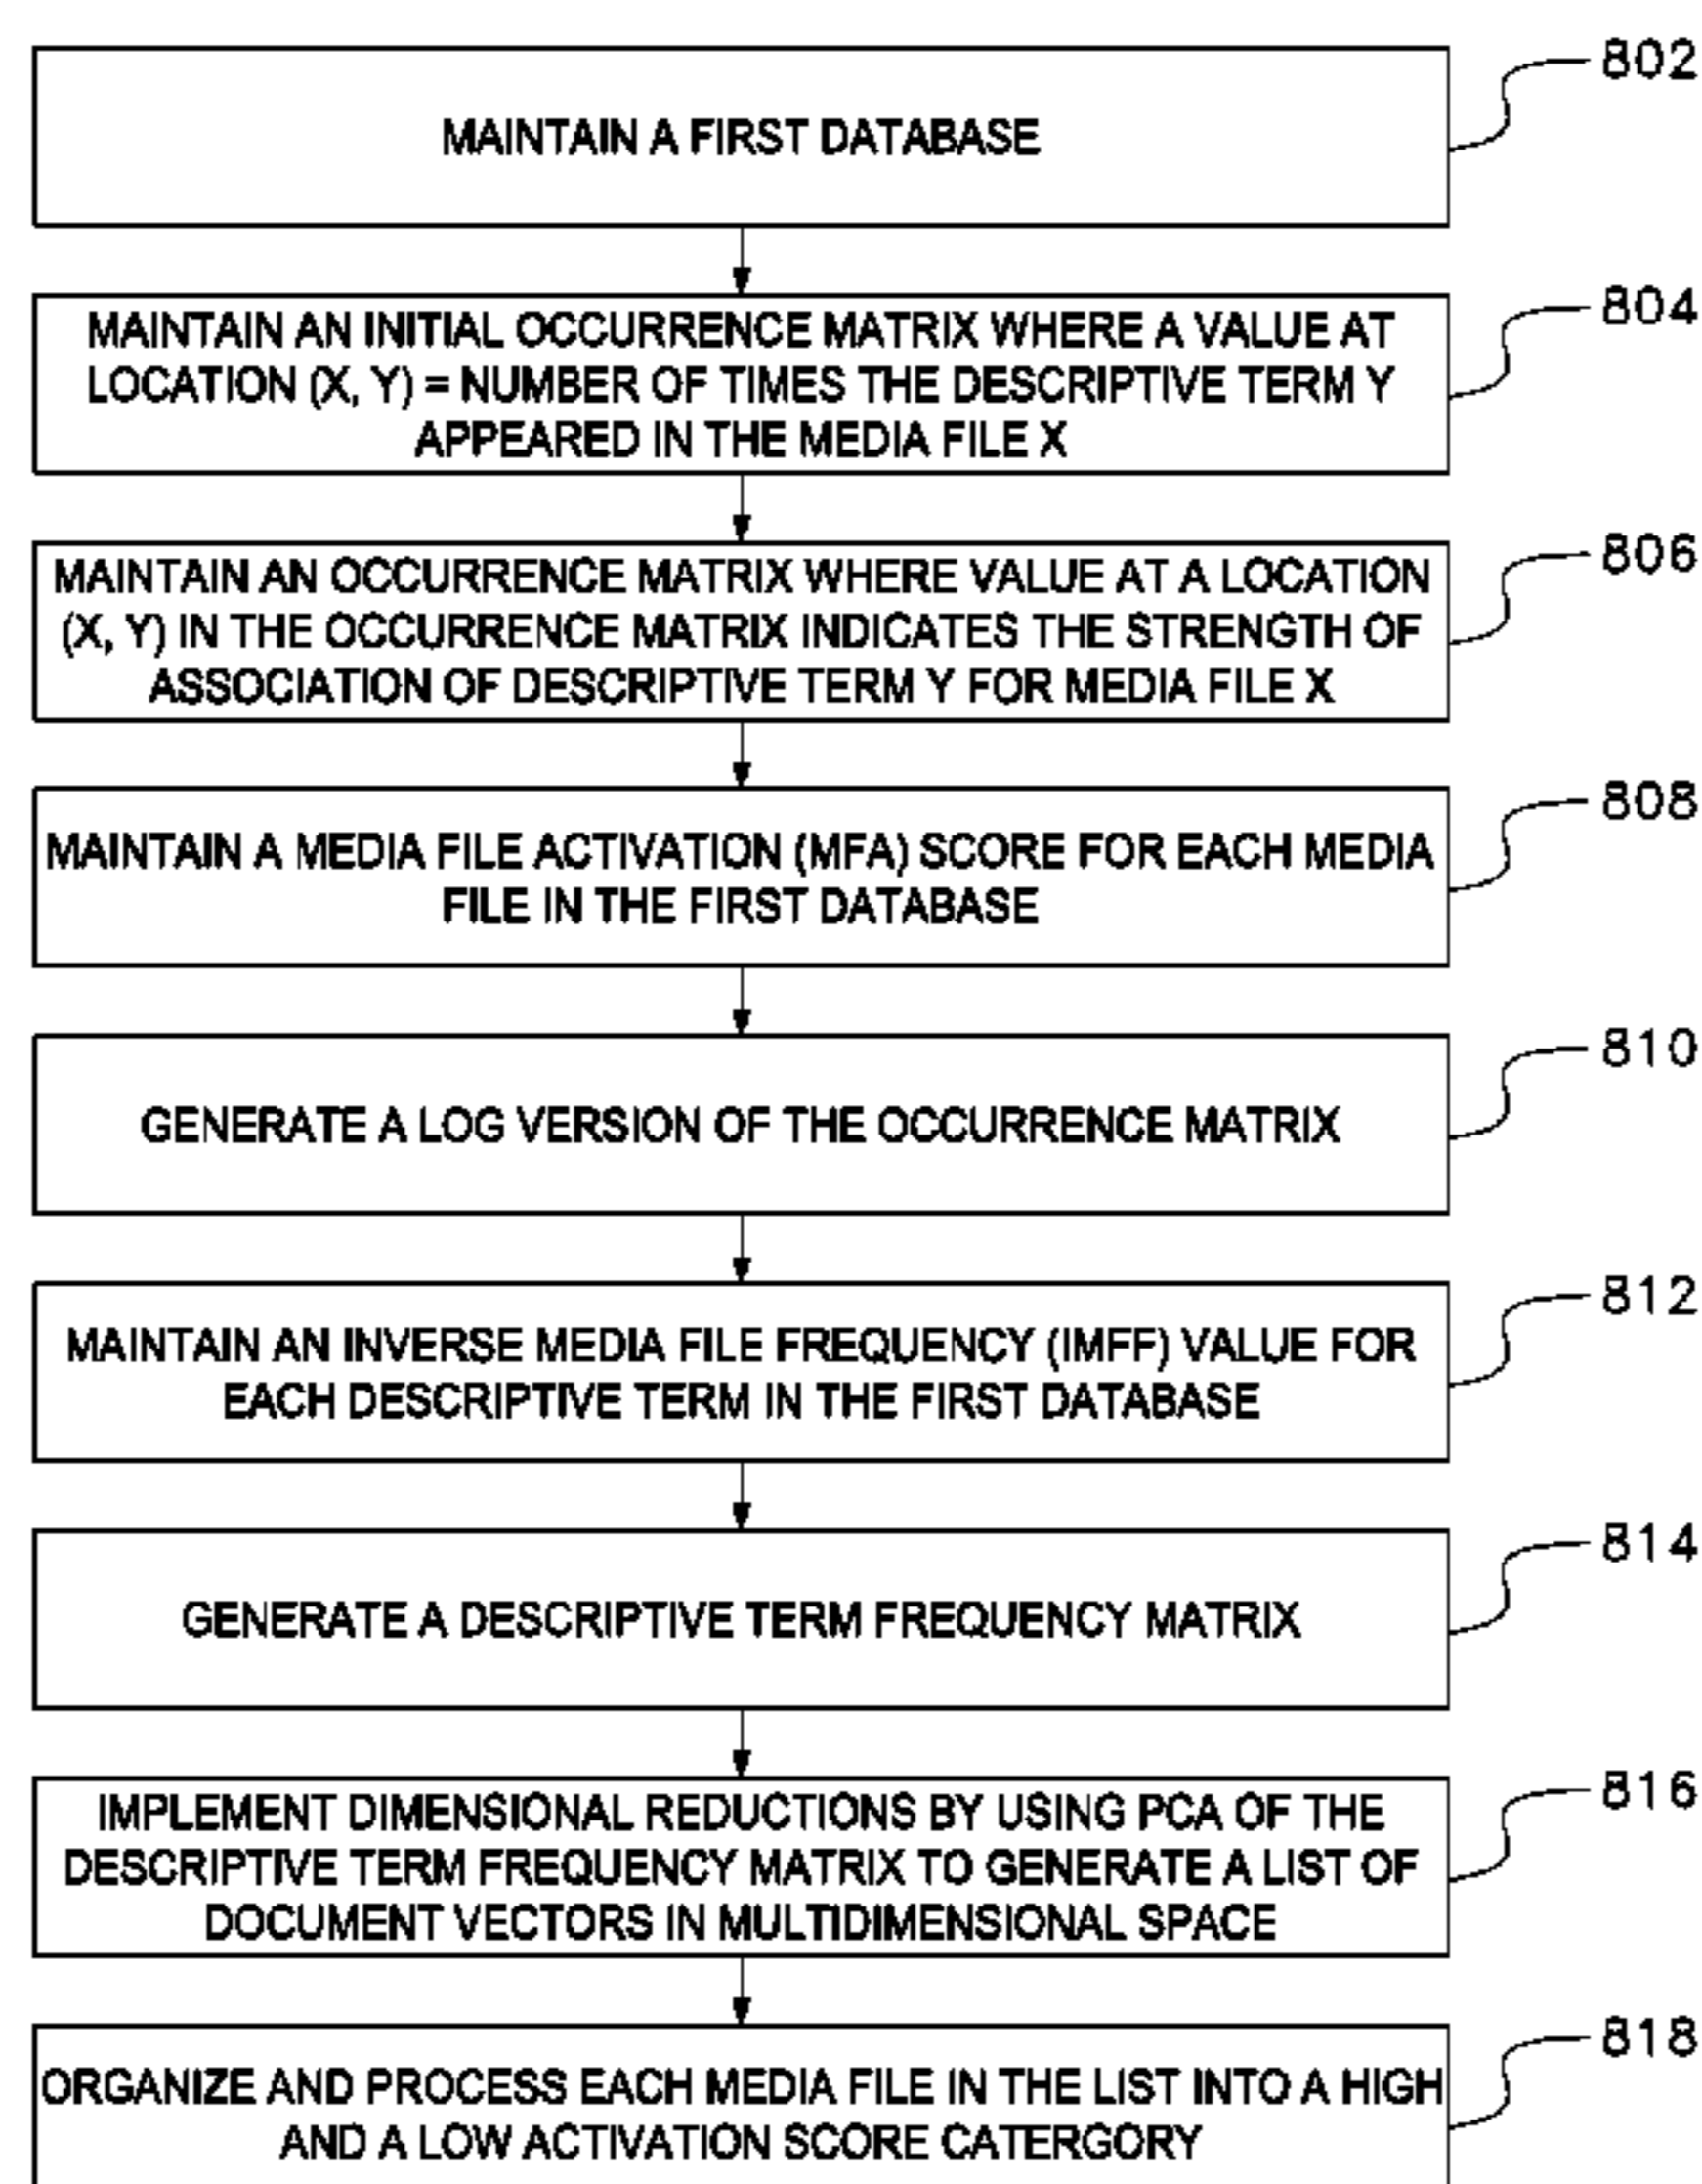 802
MAINTAIN A FIRST DATABASE
804
MAINTAIN AN INITIAL OCCURRENCE MATRIX WHERE A VALUE AT
LOCATION (X, Y) = NUMBER OF TIMES THE DESCRIPTIVE TERM Y
APPEARED IN THE MEDIA FILE X
806
MAINTAIN AN OCCURRENCE MATRIX WHERE VALUE AT A LOCATION
(X, Y) IN THE OCCURRENCE MATRIX INDICATES THE STRENGTH OF
ASSOCIATION OF DESCRIPTIVE TERM Y FOR MEDIA FILE X
808
MAINTAIN A MEDIA FILE ACTIVATION (MFA) SCORE FOR EACH MEDIA
FILE IN THE FIRST DATABASE
810
GENERATE A LOG VERSION OF THE OCCURRENCE MATRIX
812
MAINTAIN AN INVERSE MEDIA FILE FREQUENCY (IMFF) VALUE FOR
EACH DESCRIPTIVE TERM IN THE FIRST DATABASE
814
GENERATE A DESCRIPTIVE TERM FREQUENCY MATRIX
816
IMPLEMENT DIMENSIONAL REDUCTIONS BY USING PCA OF THE
DESCRIPTIVE TERM FREQUENCY MATRIX TO GENERATE A LIST OF
DOCUMENT VECTORS IN MULTIDIMENSIONAL SPACE
818
ORGANIZE AND PROCESS EACH MEDIA FILE IN THE LIST INTO A HIGH
AND A LOW ACTIVATION SCORE CATERGORY